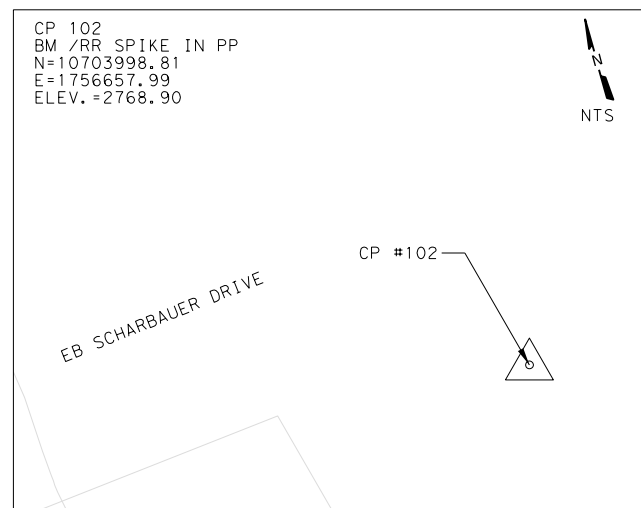 CP 102
BM /RR SPIKE IN PP
N=10703998.81
E=1756657.99
ELEV.=2768.90
N
NTS
CP #102
EB SCHARBAUER DRIVE